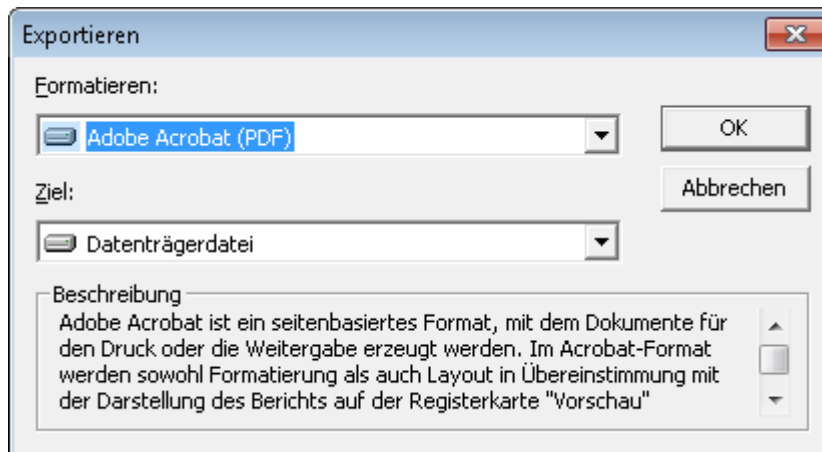 Exportieren
Formatieren:
Adobe Acrobat (PDF)
OK
Ziel:
Abbrechen
Datenträgerdatei
Beschreibung
Adobe Acrobat ist ein seitenbasiertes Format, mit dem Dokumente für
den Druck oder die Weitergabe erzeugt werden. Im Acrobat-Format
werden sowohl Formatierung als auch Layout in Übereinstimmung mit
der Darstellung des Berichts auf der Registerkarte "Vorschau"